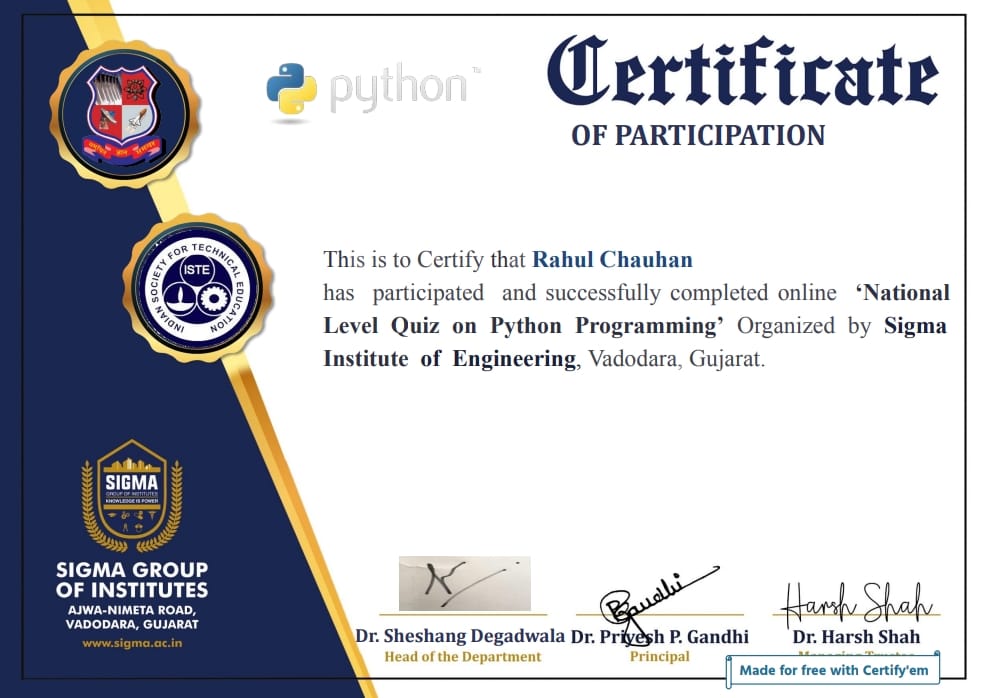 python™
Certificate
OF PARTICIPATION
INDIAN SOCIETY FOR TECHNICAL EDUCATION
ISTE
This is to Certify that Rahul Chauhan
has participated and successfully completed online ‘National
Level Quiz on Python Programming’ Organized by Sigma
Institute of Engineering, Vadodara, Gujarat.
SIGMA
GROUP OF INSTITUTES
KNOWLEDGE IS POWER
SIGMA GROUP
OF INSTITUTES
AJWA-NIMETA ROAD,
VADODARA, GUJARAT
www.sigma.ac.in
Harsh Shah
Dr. Sheshang Degadwala Dr. Priyesh P. Gandhi Dr. Harsh Shah
Head of the Department Principal Managing Trustee
Made for free with Certify'em